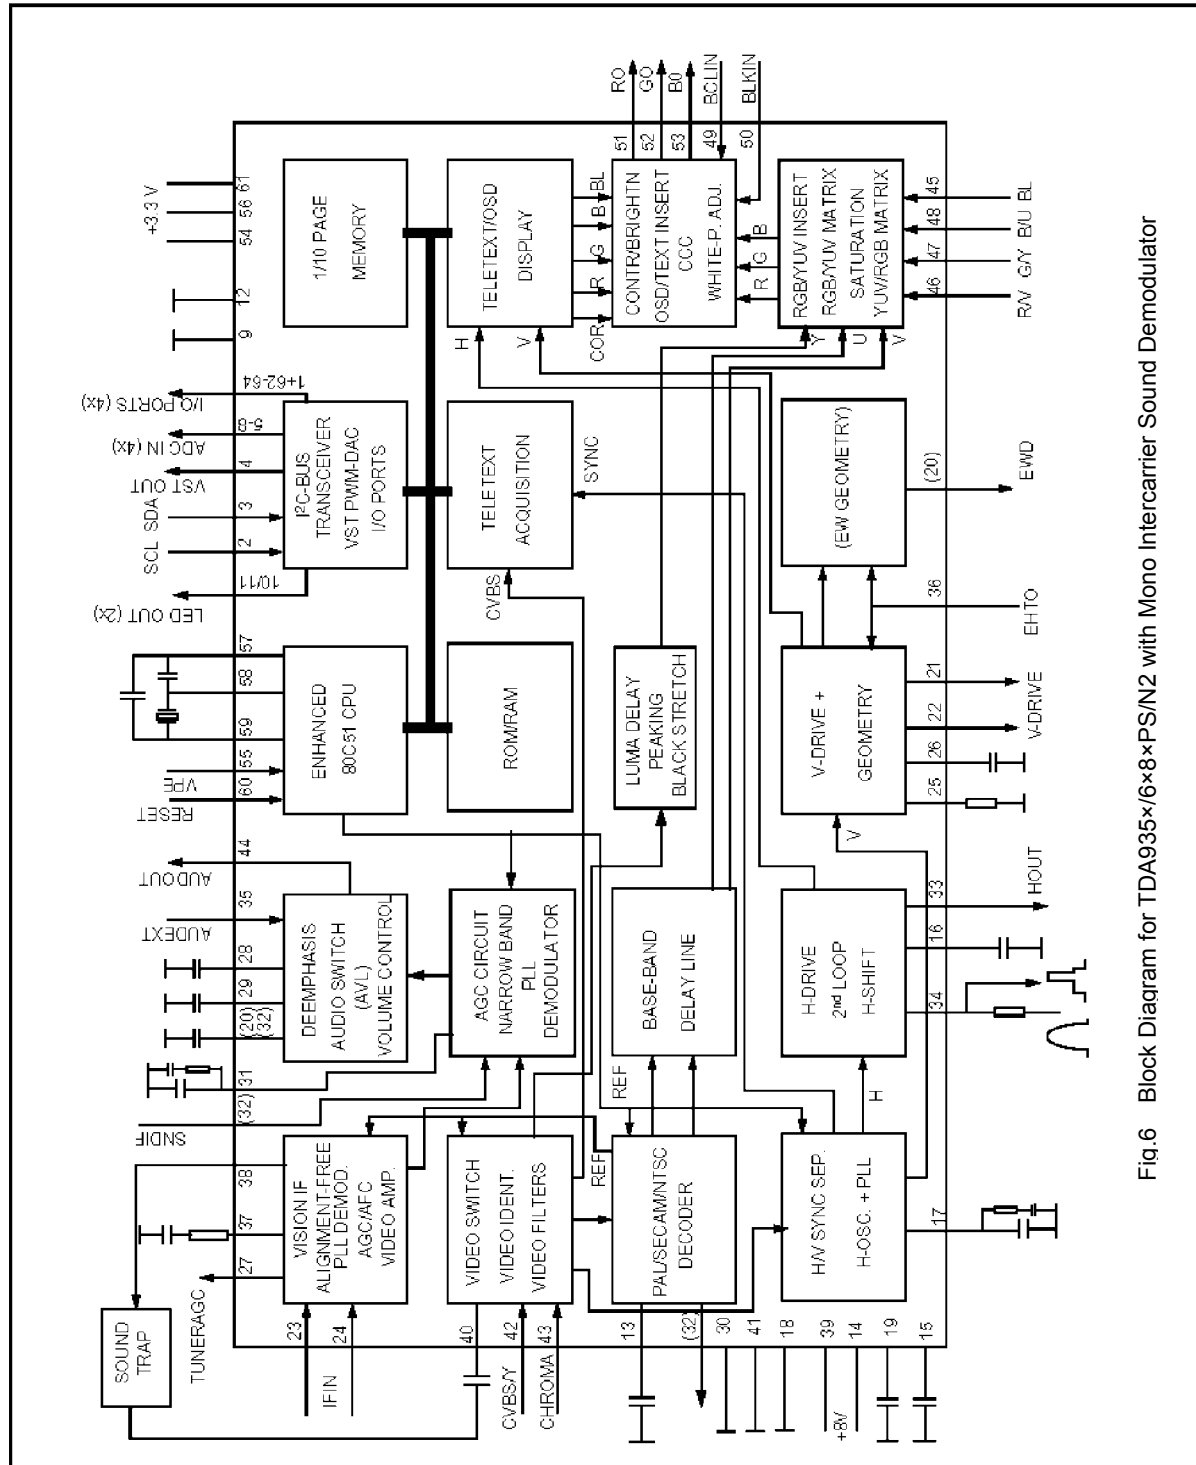 SOUND
TRAP
TUNERAGC
IFIN
CVBS/Y
CHROMA
+8V
23
24
40
42
43
13
(32)
30
41
18
39
14
19
15
27
37
38
SNDIF
(32)
31
(20)
(32)
29
28
AUDEXT
35
AUDOUT
44
RESET
60
VPE
55
59
58
57
LED OUT (2x)
10/11
SCL
2
SDA
3
VST OUT
4
ADC IN (4x)
5-8
I/O PORTS (4x)
1+62-64
9
12
+3.3 V
54
56
61
VISION IF
ALIGNMENT-FREE
PLL DEMOD.
AGC/AFC
VIDEO AMP.
DEEMPHASIS
AUDIO SWITCH
(AVL)
VOLUME CONTROL
ENHANCED
80C51 CPU
I²C-BUS
TRANSCEIVER
VST PWM-DAC
I/O PORTS
1/10 PAGE
MEMORY
VIDEO SWITCH
VIDEO IDENT.
VIDEO FILTERS
AGC CIRCUIT
NARROW BAND
PLL
DEMODULATOR
ROM/RAM
CVBS
TELETEXT
ACQUISITION
SYNC
H
V
TELETEXT/OSD
DISPLAY
COR
R
G
B
BL
REF
PAL/SECAM/NTSC
DECODER
REF
BASE-BAND
DELAY LINE
LUMA DELAY
PEAKING
BLACK STRETCH
CONTR/BRIGHTN
OSD/TEXT INSERT
CCC
WHITE-P. ADJ.
R
G
B
Y
U
V
RGB/YUV INSERT
RGB/YUV MATRIX
SATURATION
YUV/RGB MATRIX
51
52
53
49
50
RO
GO
B0
BCLIN
BLKIN
H/V SYNC SEP.
H-OSC. + PLL
H
H-DRIVE
2nd LOOP
H-SHIFT
V
V-DRIVE +
GEOMETRY
(EW GEOMETRY)
17
34
16
33
25
26
22
21
36
(20)
46
47
48
45
HOUT
V-DRIVE
EHTO
EWD
R/V
G/Y
B/U
BL
Fig.6 Block Diagram for TDA935×/6×8×PS/N2 with Mono Intercarrier Sound Demodulator